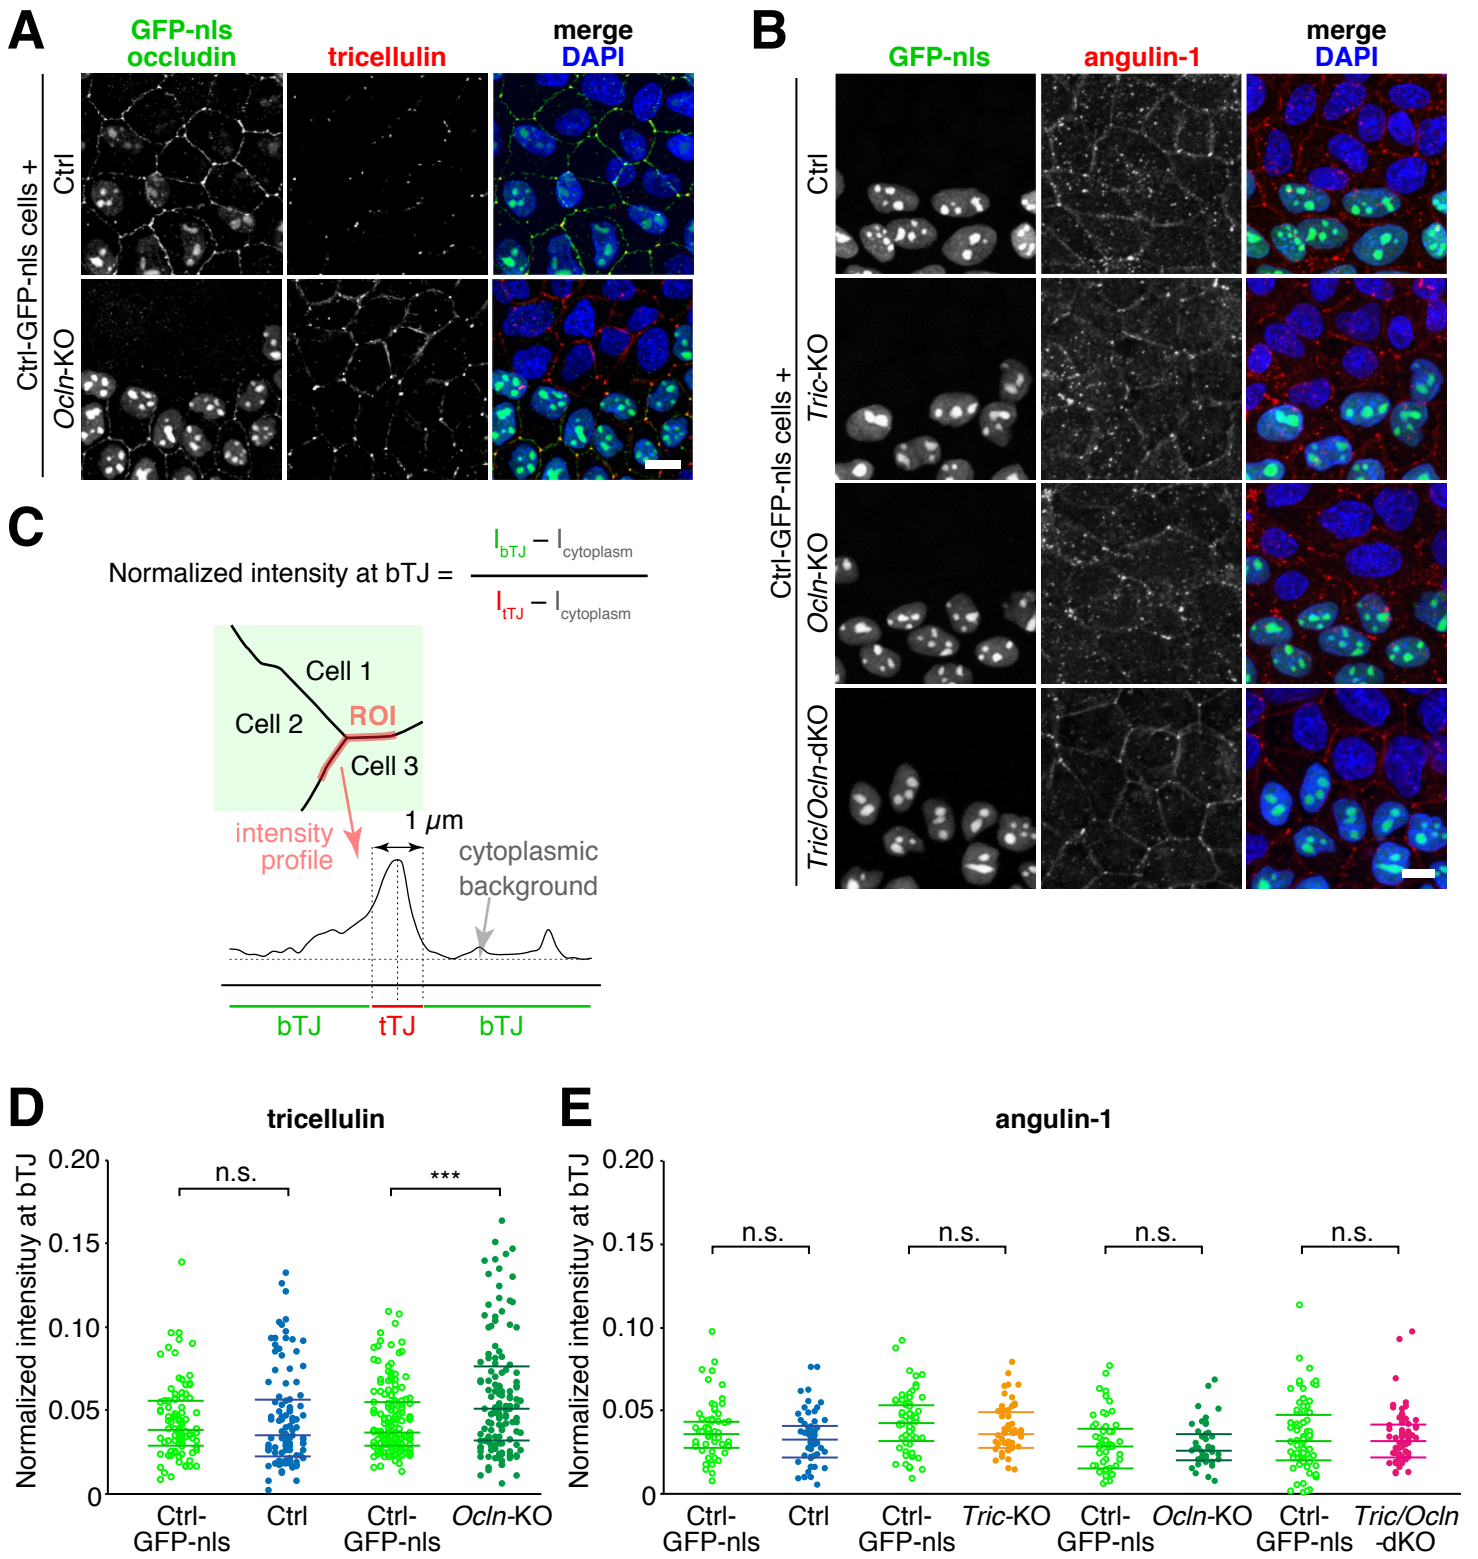 A
GFP-nls
occludin
tricellulin
merge
DAPI
Ctrl-GFP-nls cells +
Ctrl
Ocln-KO
B
GFP-nls
angulin-1
merge
DAPI
Ctrl-GFP-nls cells +
Ctrl
Tric-KO
Ocln-KO
Tric/Ocln-dKO
C
Normalized intensity at bTJ =
IbTJ – Icytoplasm
ItTJ – Icytoplasm
Cell 1
Cell 2
ROI
Cell 3
intensity
profile
1 µm
cytoplasmic
background
bTJ
tTJ
bTJ
D
tricellulin
Normalized intensituy at bTJ
0.20
0.15
0.10
0.05
0
n.s.
***
Ctrl-
GFP-nls
Ctrl
Ctrl-
GFP-nls
Ocln-KO
E
angulin-1
Normalized intensituy at bTJ
0.20
0.15
0.10
0.05
0
n.s.
n.s.
n.s.
n.s.
Ctrl-
GFP-nls
Ctrl
Ctrl-
GFP-nls
Tric-KO
Ctrl-
GFP-nls
Ocln-KO
Ctrl-
GFP-nls
Tric/Ocln
-dKO